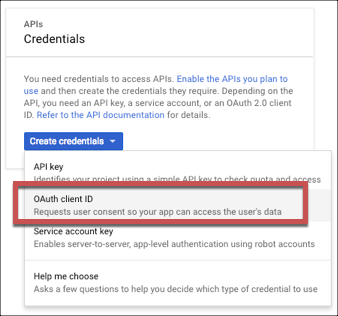 APIs
Credentials
You need credentials to access APIs. Enable the APIs you plan to
use and then create the credentials they require. Depending on
the API, you need an API key, a service account, or an OAuth 2.0 client
ID. Refer to the API documentation for details.
Create credentials
API key
Identifies your project using a simple API key to check quota and access
OAuth client ID
Requests user consent so your app can access the user's data
Service account key
Enables server-to-server, app-level authentication using robot accounts
Help me choose
Asks a few questions to help you decide which type of credential to use